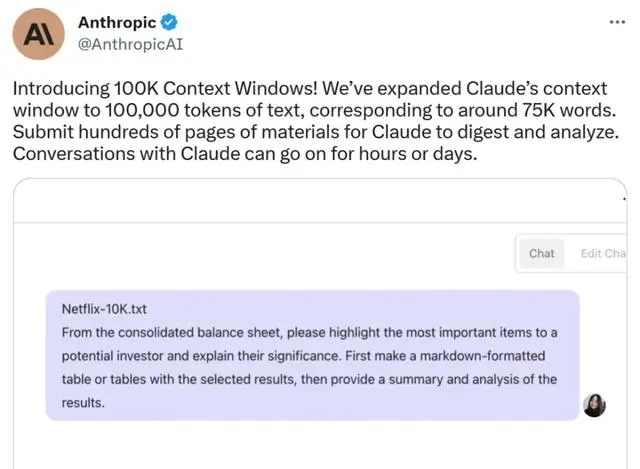 Anthropic
@AnthropicAI
Introducing 100K Context Windows! We’ve expanded Claude’s context
window to 100,000 tokens of text, corresponding to around 75K words.
Submit hundreds of pages of materials for Claude to digest and analyze.
Conversations with Claude can go on for hours or days.
Chat Edit Cha
Netflix-10K.txt
From the consolidated balance sheet, please highlight the most important items to a
potential investor and explain their significance. First make a markdown-formatted
table or tables with the selected results, then provide a summary and analysis of the
results.